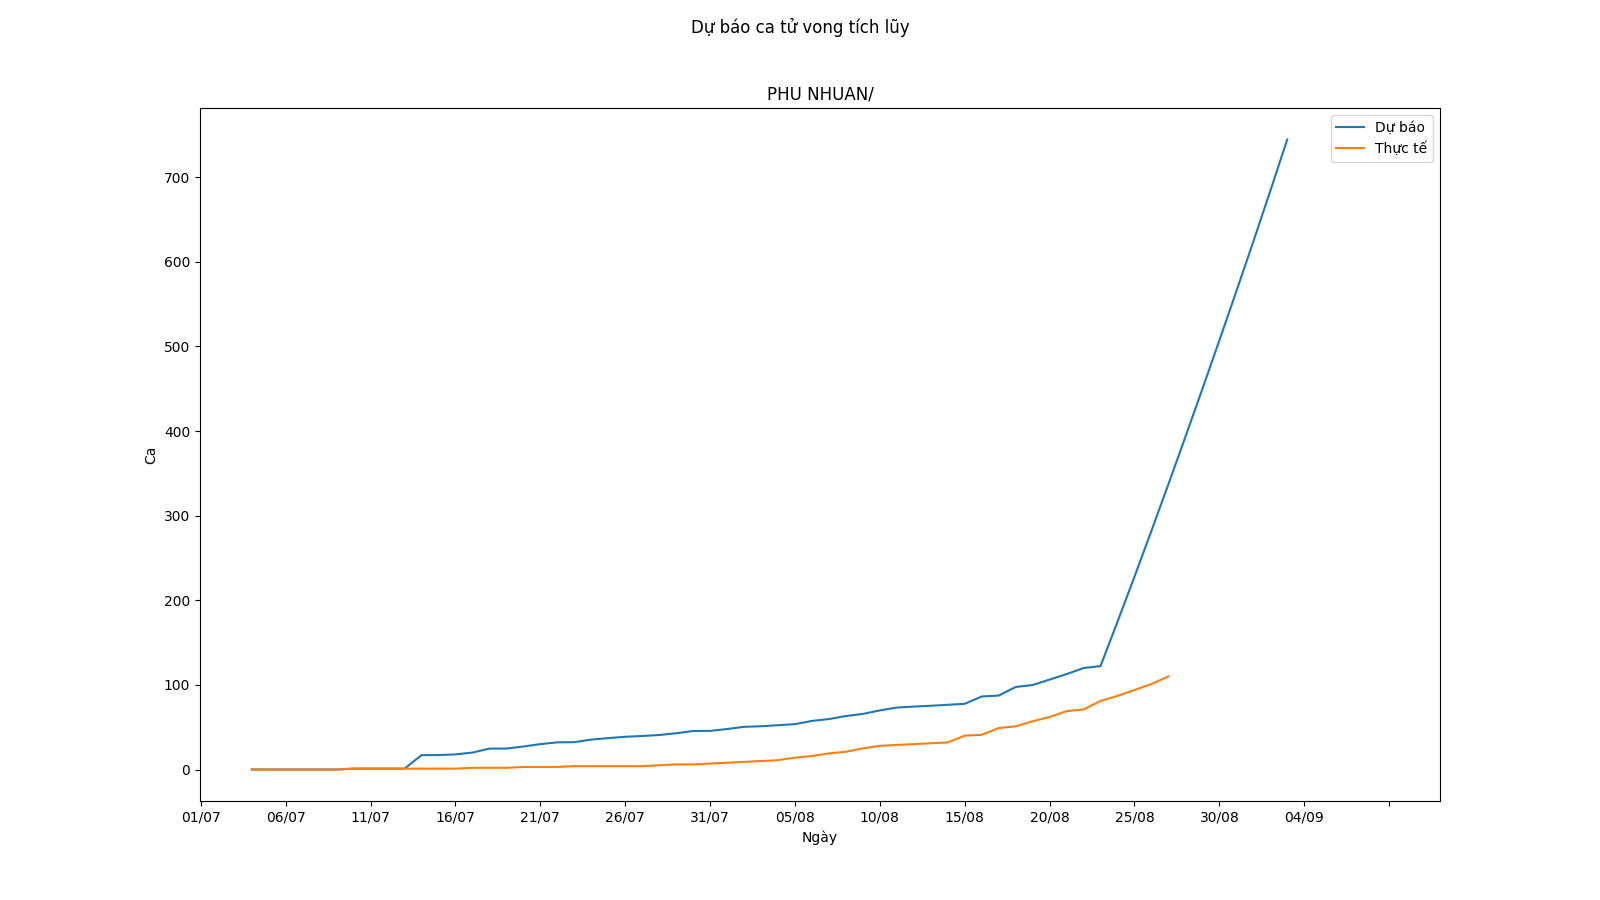 Dự báo ca tử vong tích lũy
PHU NHUAN/
Dự báo
Thực tế
700
600
500
400
300
200
100
0
Ca
01/07 06/07 11/07 16/07 21/07 26/07 31/07 05/08 10/08 15/08 20/08 25/08 30/08 04/09
Ngày